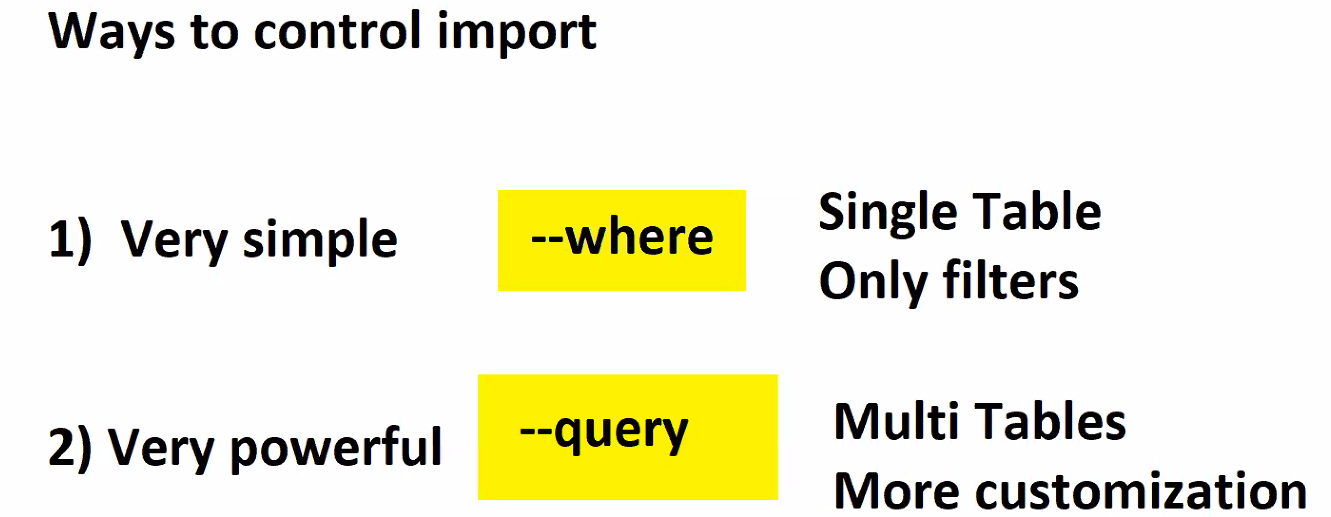 Ways to control import
1) Very simple
--where
Single Table
Only filters
2) Very powerful
--query
Multi Tables
More customization